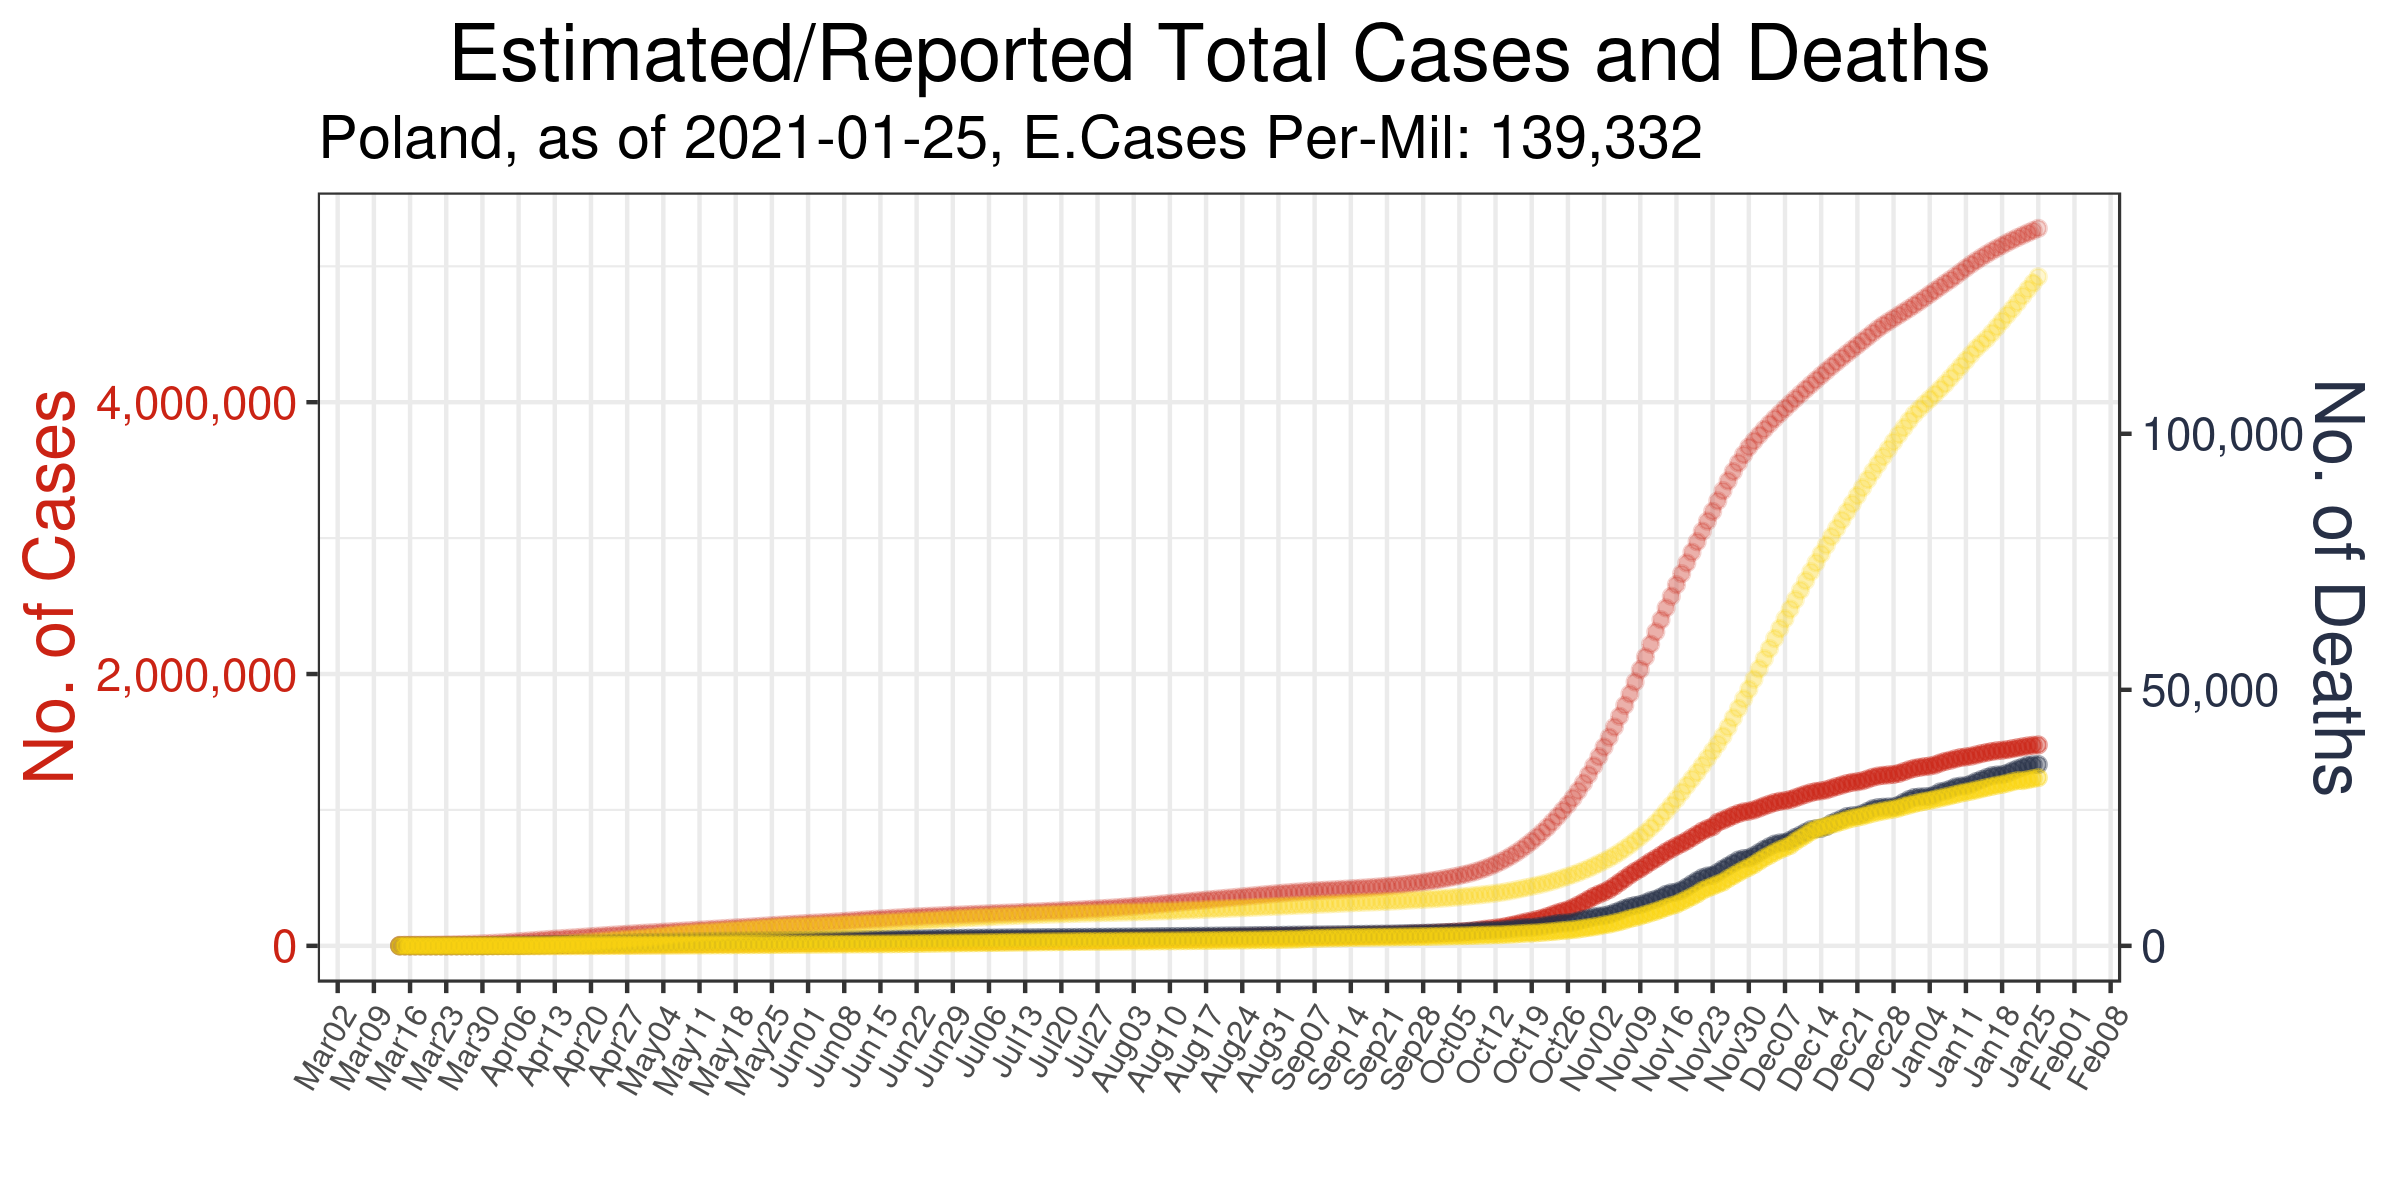 Estimated/Reported Total Cases and Deaths
Poland, as of 2021-01-25, E.Cases Per-Mil: 139,332
No. of Cases
4,000,000
2,000,000
0
No. of Deaths
100,000
50,000
0
Mar02
Mar09
Mar16
Mar23
Mar30
Apr06
Apr13
Apr20
Apr27
May04
May11
May18
May25
Jun01
Jun08
Jun15
Jun22
Jun29
Jul06
Jul13
Jul20
Jul27
Aug03
Aug10
Aug17
Aug24
Aug31
Sep07
Sep14
Sep21
Sep28
Oct05
Oct12
Oct19
Oct26
Nov02
Nov09
Nov16
Nov23
Nov30
Dec07
Dec14
Dec21
Dec28
Jan04
Jan11
Jan18
Jan25
Feb01
Feb08